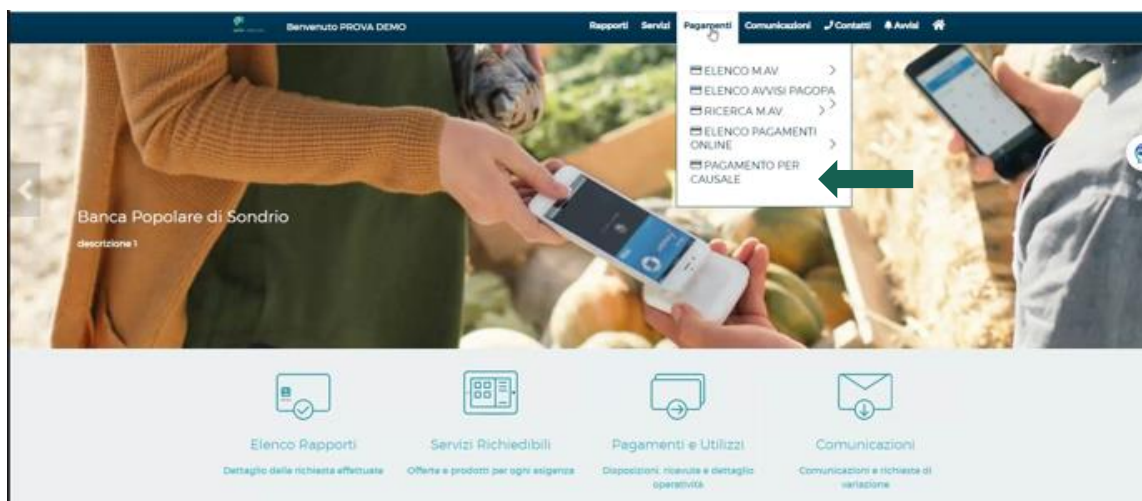 Benvenuto PROVA DEMO
Rapporti Servizi Pagamenti Comunicazioni Contatti Avvisi
ELENCO M.AV.
ELENCO AVVISI PAGOPA
RICERCA M.AV.
ELENCO PAGAMENTI
ONLINE
PAGAMENTO PER
CAUSALE
Banca Popolare di Sondrio
descrizione 1
Elenco Rapporti
Servizi Richiedibili
Pagamenti e Utilizzi
Comunicazioni
Dettaglio delle richieste effettuate
Offerte e prodotti per ogni esigenza
Disposizioni, ricevute e dettaglio
operatività
Comunicazioni e richieste di
variazione